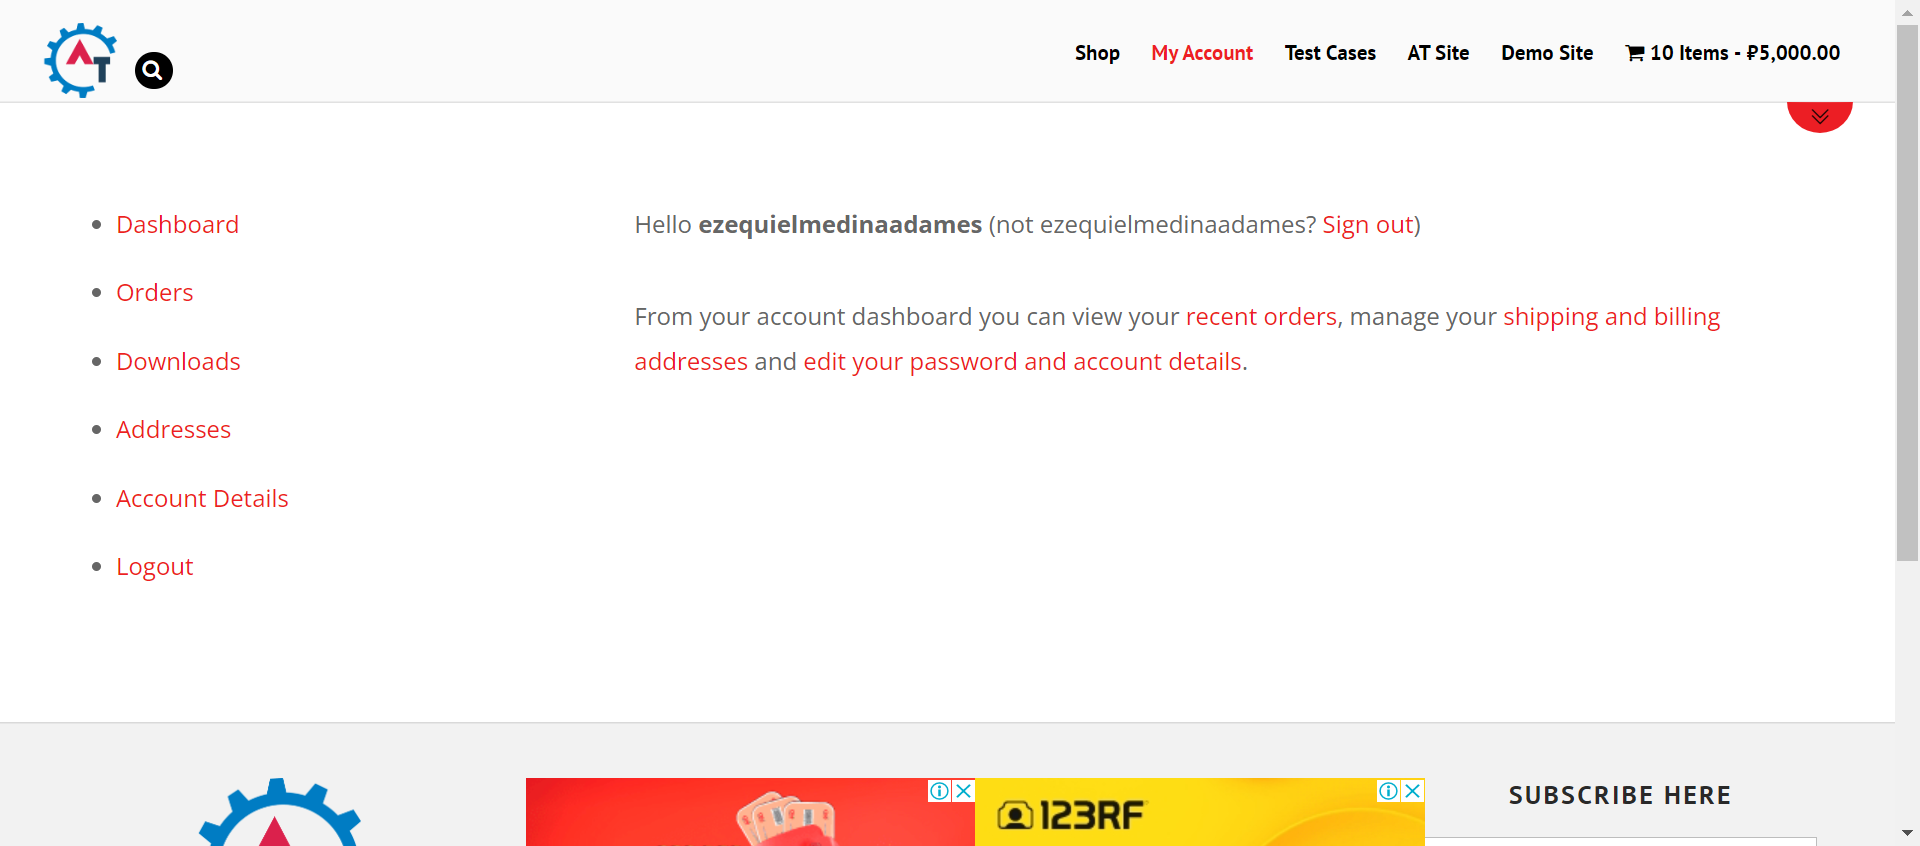 AT
Shop My Account Test Cases AT Site Demo Site 10 Items - ₽5,000.00
Dashboard
Orders
Downloads
Addresses
Account Details
Logout
Hello ezequielmedinaadames (not ezequielmedinaadames? Sign out)
From your account dashboard you can view your recent orders, manage your shipping and billing
addresses and edit your password and account details.
123RF
SUBSCRIBE HERE